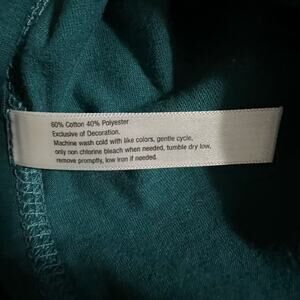 60% Cotton 40% Polyester
Exclusive of Decoration.
Machine wash cold with like colors, gentle cycle,
only non chlorine bleach when needed, tumble dry low,
remove promptly, low iron if needed.